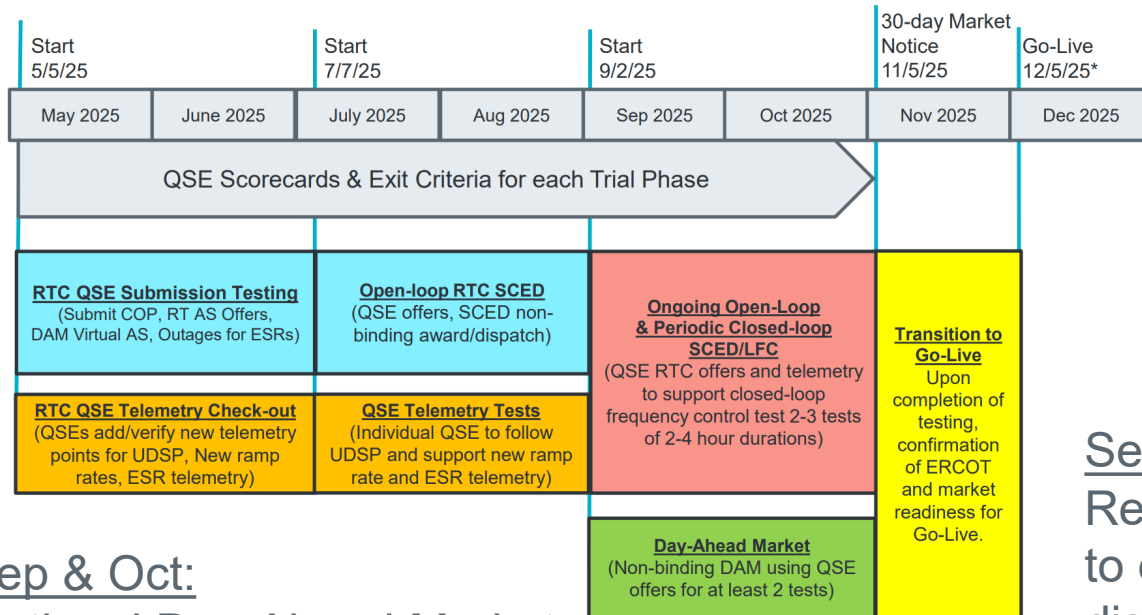 Start
5/5/25
Start
7/7/25
Start
9/2/25
30-day Market
Notice
11/5/25
Go-Live
12/5/25*
May 2025
June 2025
July 2025
Aug 2025
Sep 2025
Oct 2025
Nov 2025
Dec 2025
QSE Scorecards & Exit Criteria for each Trial Phase
RTC QSE Submission Testing
(Submit COP, RT AS Offers,
DAM Virtual AS, Outages for ESRs)
Open-loop RTC SCED
(QSE offers, SCED non-
binding award/dispatch)
Ongoing Open-Loop
& Periodic Closed-loop
SCED/LFC
(QSE RTC offers and telemetry
to support closed-loop
frequency control test 2-3 tests
of 2-4 hour durations)
Transition to
Go-Live
Upon
completion of
testing,
confirmation
of ERCOT
and market
readiness for
Go-Live.
RTC QSE Telemetry Check-out
(QSEs add/verify new telemetry
points for UDSP, New ramp
rates, ESR telemetry)
QSE Telemetry Tests
(Individual QSE to follow
UDSP and support new ramp
rate and ESR telemetry)
Day-Ahead Market
(Non-binding DAM using QSE
offers for at least 2 tests)
ep & Oct:
Se
Re
to